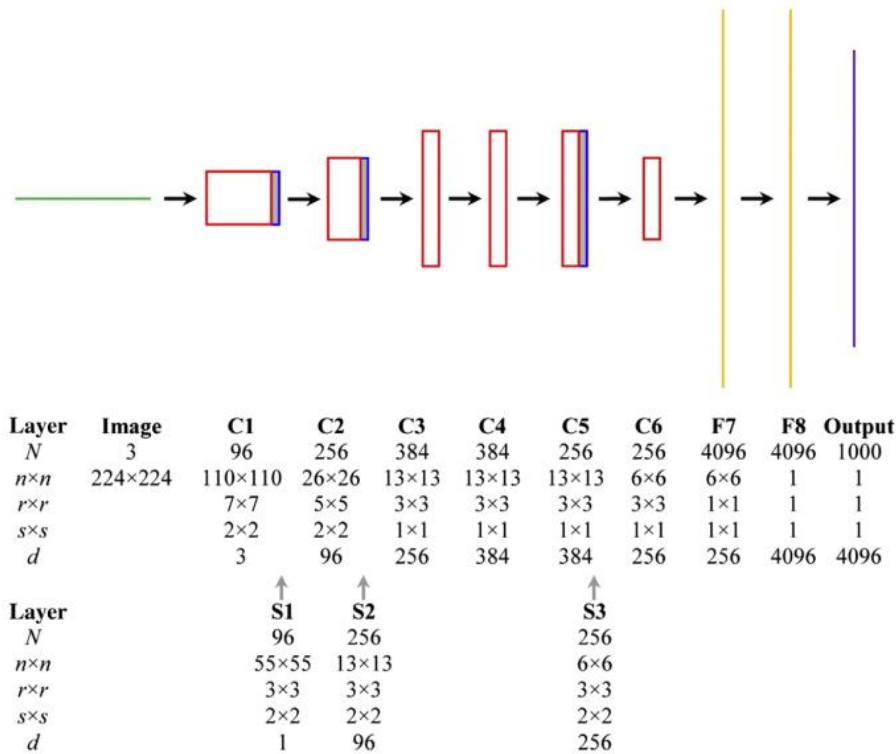 Layer Image C1 C2 C3 C4 C5 C6 F7 F8 Output
N 3 96 256 384 384 256 256 4096 4096 1000
n×n 224×224 110×110 26×26 13×13 13×13 13×13 6×6 6×6 1 1
r×r 7×7 5×5 3×3 3×3 3×3 3×3 1×1 1 1
s×s 2×2 2×2 1×1 1×1 1×1 1×1 1×1 1 1
d 3 96 256 384 384 256 256 4096 4096
Layer S1 S2 S3
N 96 256 256
n×n 55×55 13×13 6×6
r×r 3×3 3×3 3×3
s×s 2×2 2×2 2×2
d 1 96 256